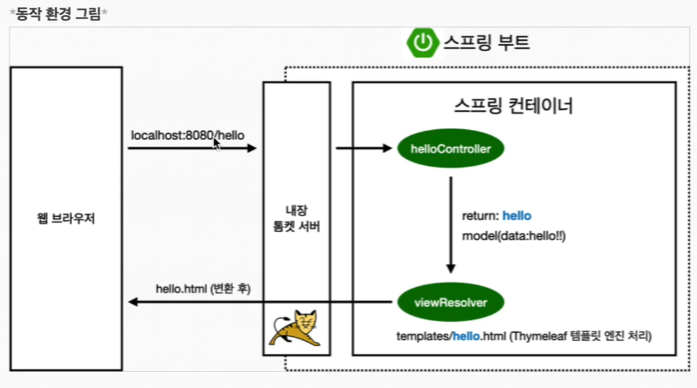 *동작 환경 그림*
스프링 부트
스프링 컨테이너
localhost:8080/hello
helloController
웹 브라우저
내장
톰켓 서버
return: hello
model(data:hello!!)
hello.html (변환 후)
viewResolver
templates/hello.html (Thymeleaf 템플릿 엔진 처리)